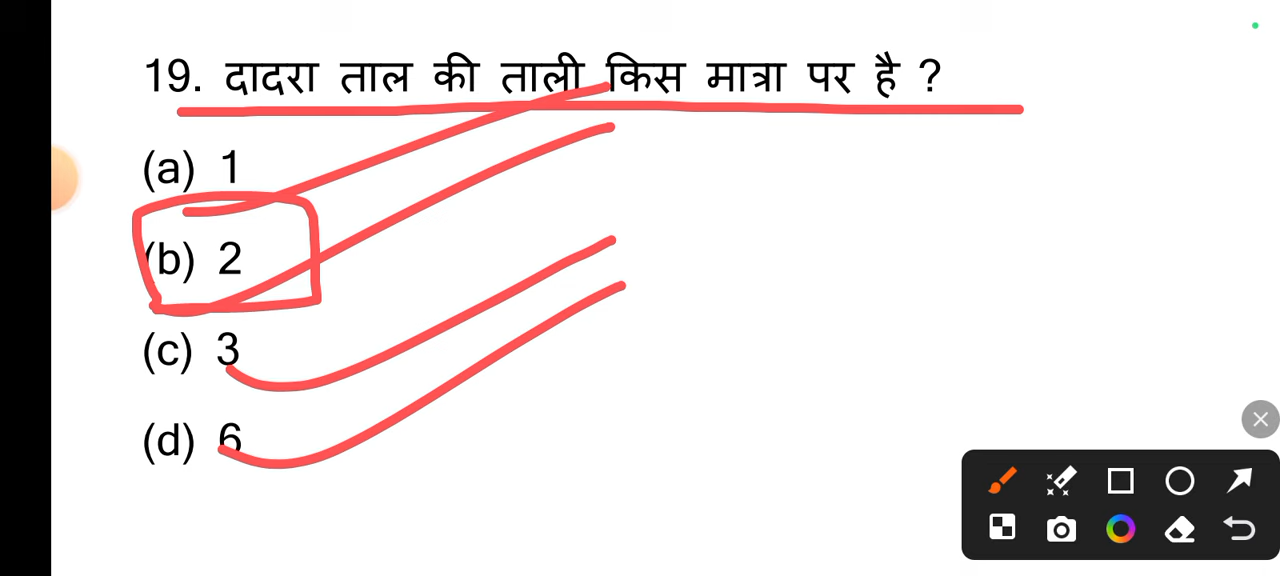 19. दादरा ताल की ताली किस मात्रा पर है ?
(a) 1
(b) 2
(c) 3
(d) 6